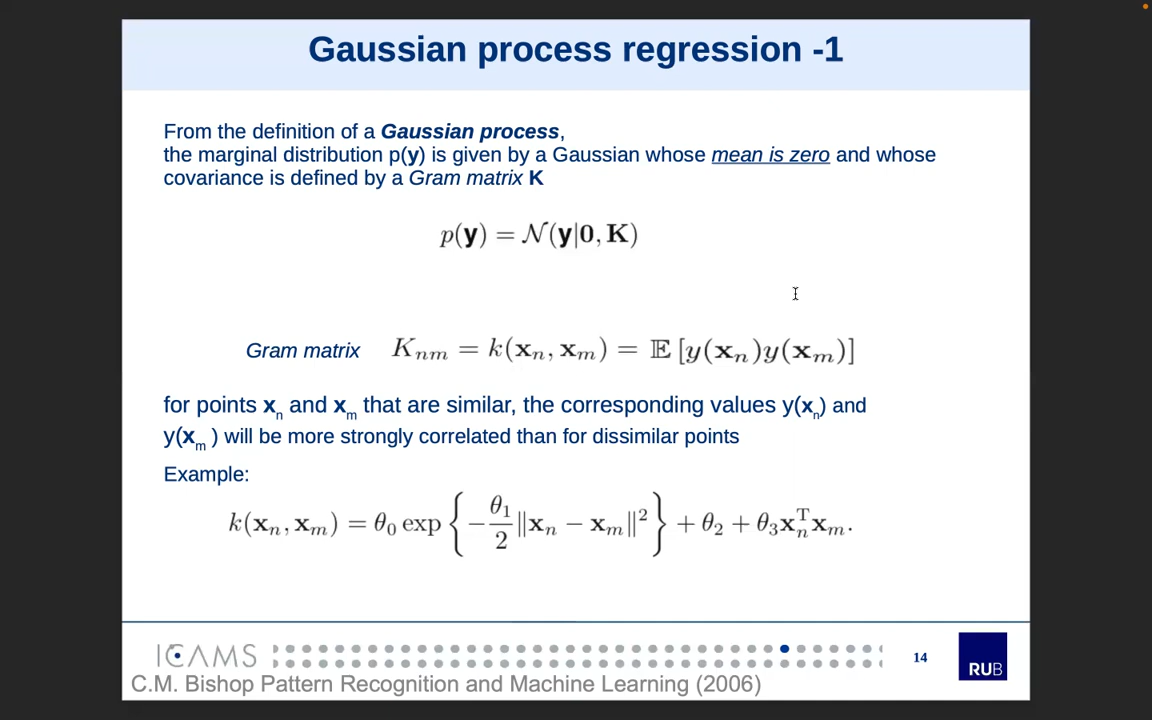 Gaussian process regression -1
From the definition of a Gaussian process,
the marginal distribution p(y) is given by a Gaussian whose mean is zero and whose
covariance is defined by a Gram matrix K
p(y) = 𝒩(y|0, K)
Gram matrix K_{nm} = k(x_n, x_m) = 𝔼 [y(x_n)y(x_m)]
for points x_n and x_m that are similar, the corresponding values y(x_n) and
y(x_m ) will be more strongly correlated than for dissimilar points
Example:
k(x_n, x_m) = θ_0 exp { −θ_1/2 ‖x_n − x_m‖^2 } + θ_2 + θ_3 x_n^T x_m.
ICAMS
14
RUB
C.M. Bishop Pattern Recognition and Machine Learning (2006)